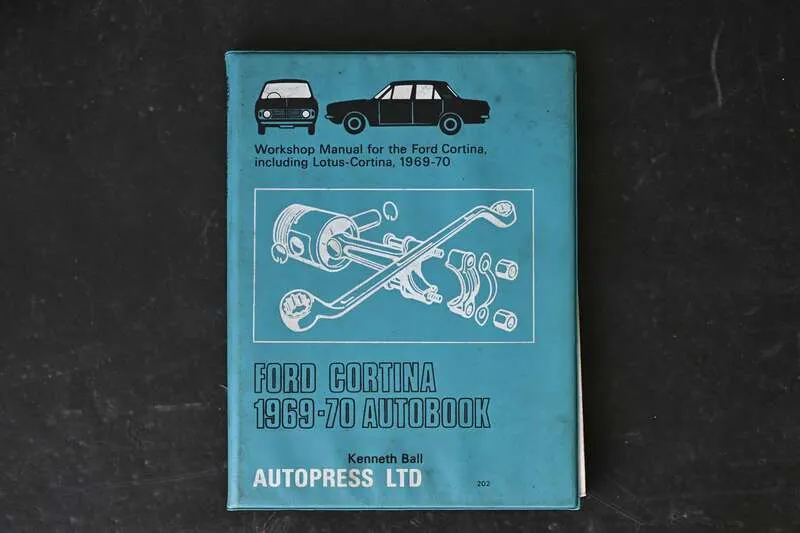 Workshop Manual for the Ford Cortina,
including Lotus-Cortina, 1969-70
FORD CORTINA
1969-70 AUTOBOOK
Kenneth Ball
AUTOPRESS LTD
202